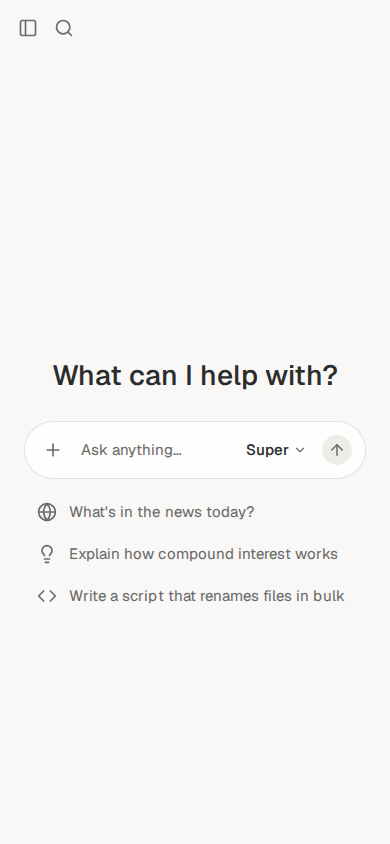 What can I help with?
Ask anything...
Super
What's in the news today?
Explain how compound interest works
Write a script that renames files in bulk